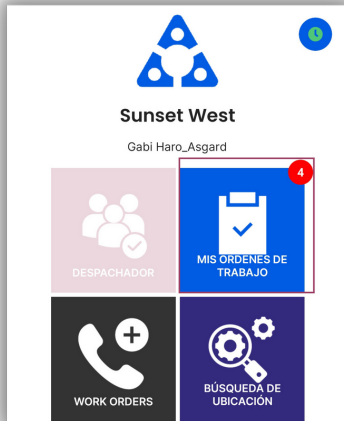 Sunset West
Gabi Haro_Asgard
4
DESPACHADOR
MIS ORDENES DE
TRABAJO
WORK ORDERS
BÚSQUEDA DE
UBICACIÓN